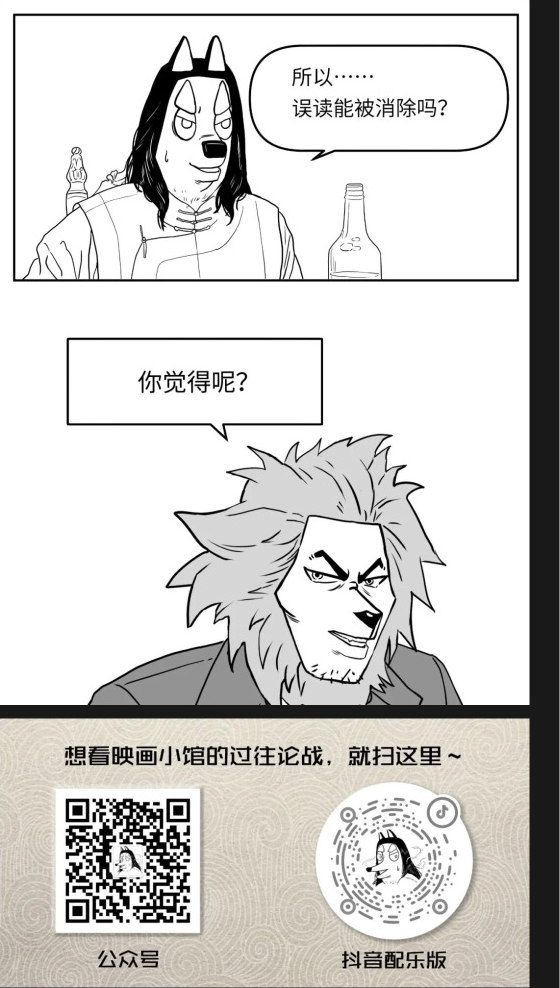 所以……
误读能被消除吗？
你觉得呢？
想看映画小馆的过往论战，就扫这里～
公众号
抖音配乐版